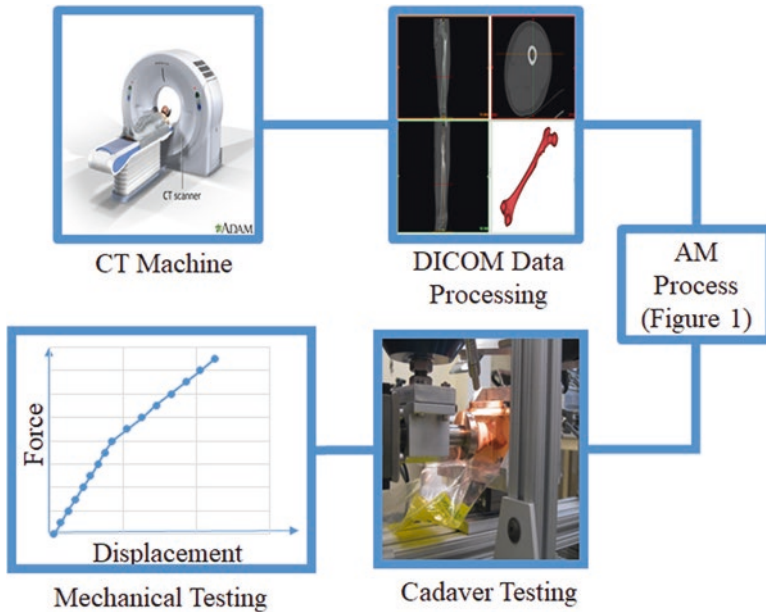 CT scanner
ADAM
CT Machine
DICOM Data
Processing
AM
Process
(Figure 1)
Force
Displacement
Mechanical Testing
Cadaver Testing